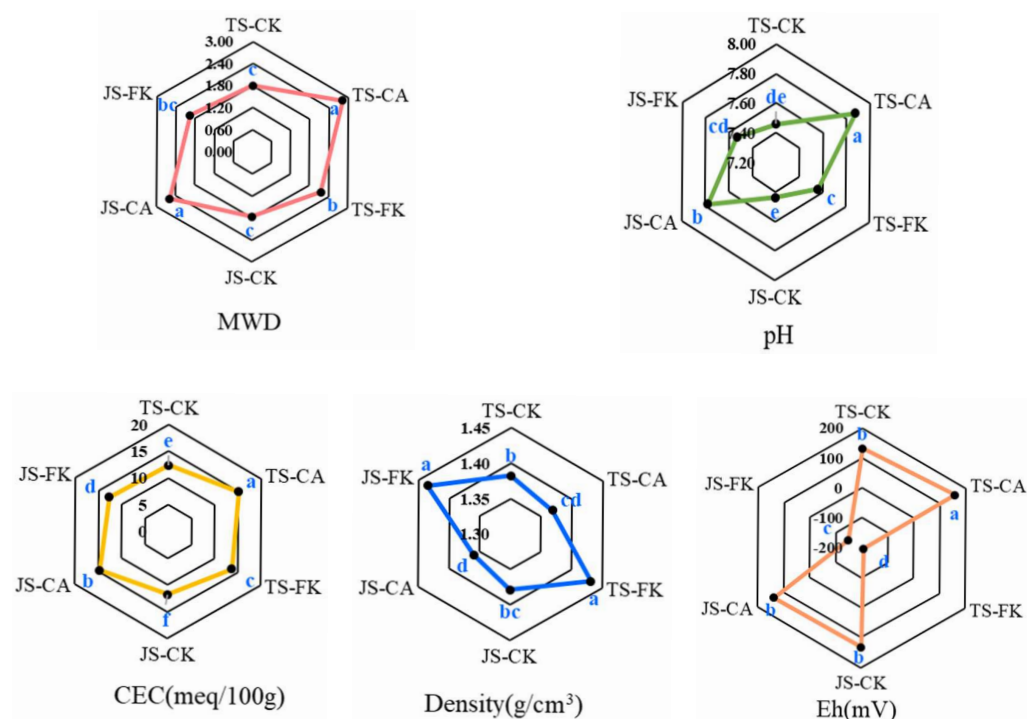 TS-CK
3.00
2.40
1.80
1.20
0.60
0.00
c
TS-CA
a
TS-FK
b
JS-CK
c
JS-CA
a
JS-FK
bc
MWD
TS-CK
8.00
7.80
7.60
7.40
7.20
de
TS-CA
a
TS-FK
c
JS-CK
e
JS-CA
b
JS-FK
cd
pH
TS-CK
20
15
10
5
0
e
TS-CA
a
TS-FK
c
JS-CK
f
JS-CA
b
JS-FK
d
CEC(meq/100g)
TS-CK
1.45
1.40
1.35
1.30
b
TS-CA
cd
TS-FK
a
JS-CK
bc
JS-CA
d
JS-FK
a
Density(g/cm³)
TS-CK
200
100
0
-100
-200
b
TS-CA
a
TS-FK
d
JS-CK
b
JS-CA
b
JS-FK
c
Eh(mV)